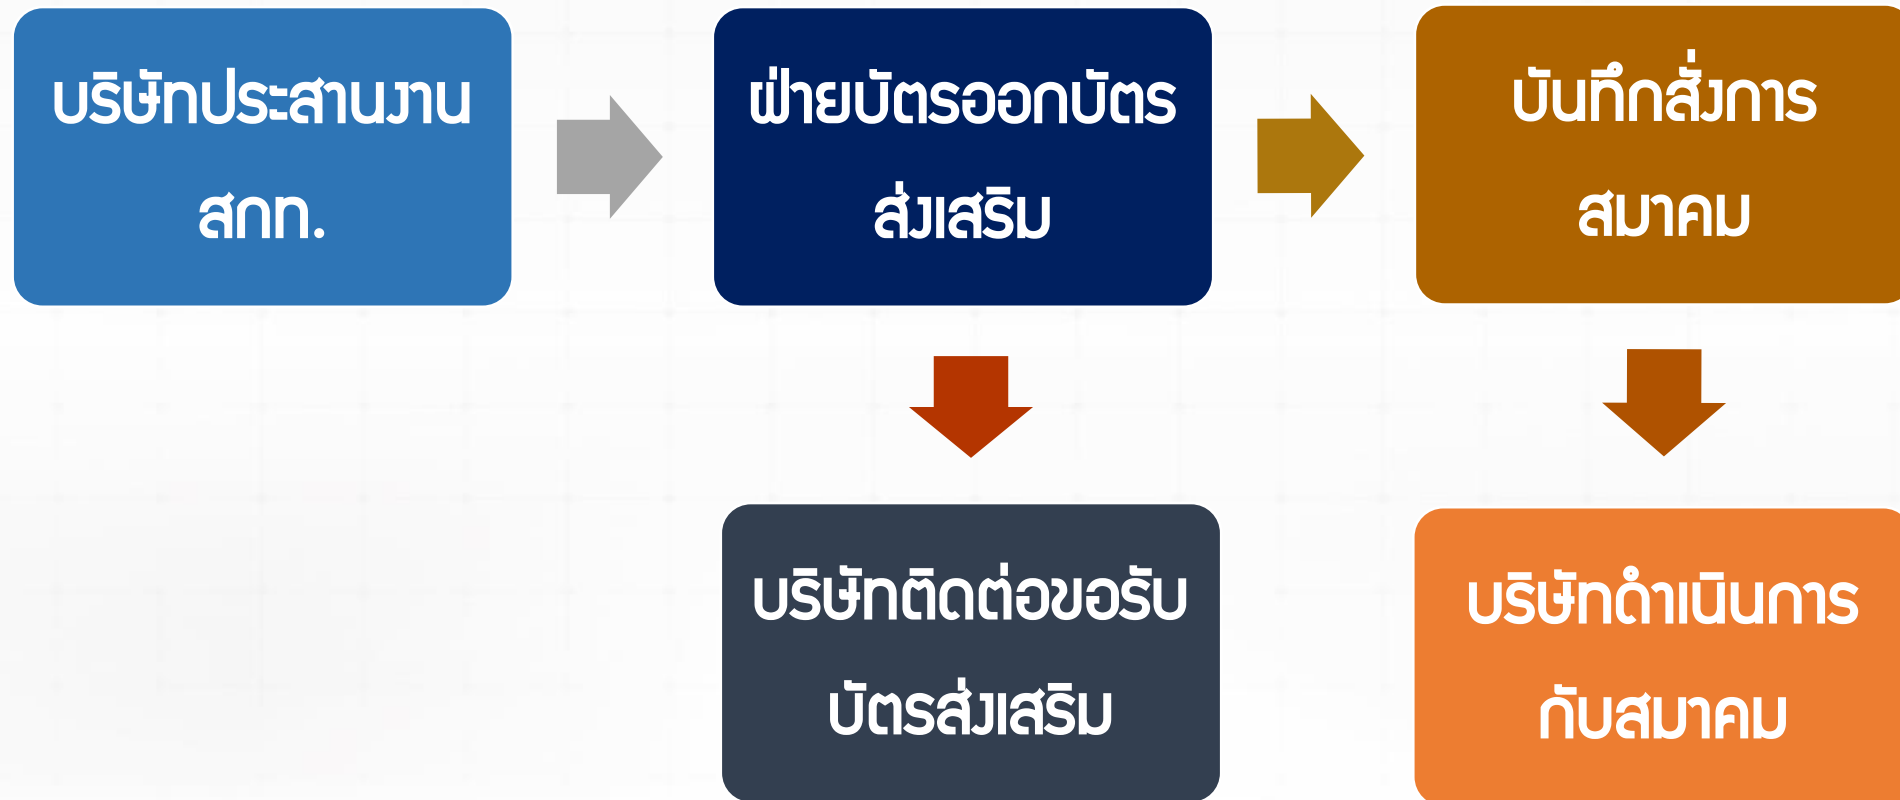 บริษัทประสานงาน
สกท.
ฝ่ายบัตรออกบัตร
ส่งเสริม
บันทึกสั่งการ
สมาคม
บริษัทติดต่อขอรับ
บัตรส่งเสริม
บริษัทดำเนินการ
กับสมาคม